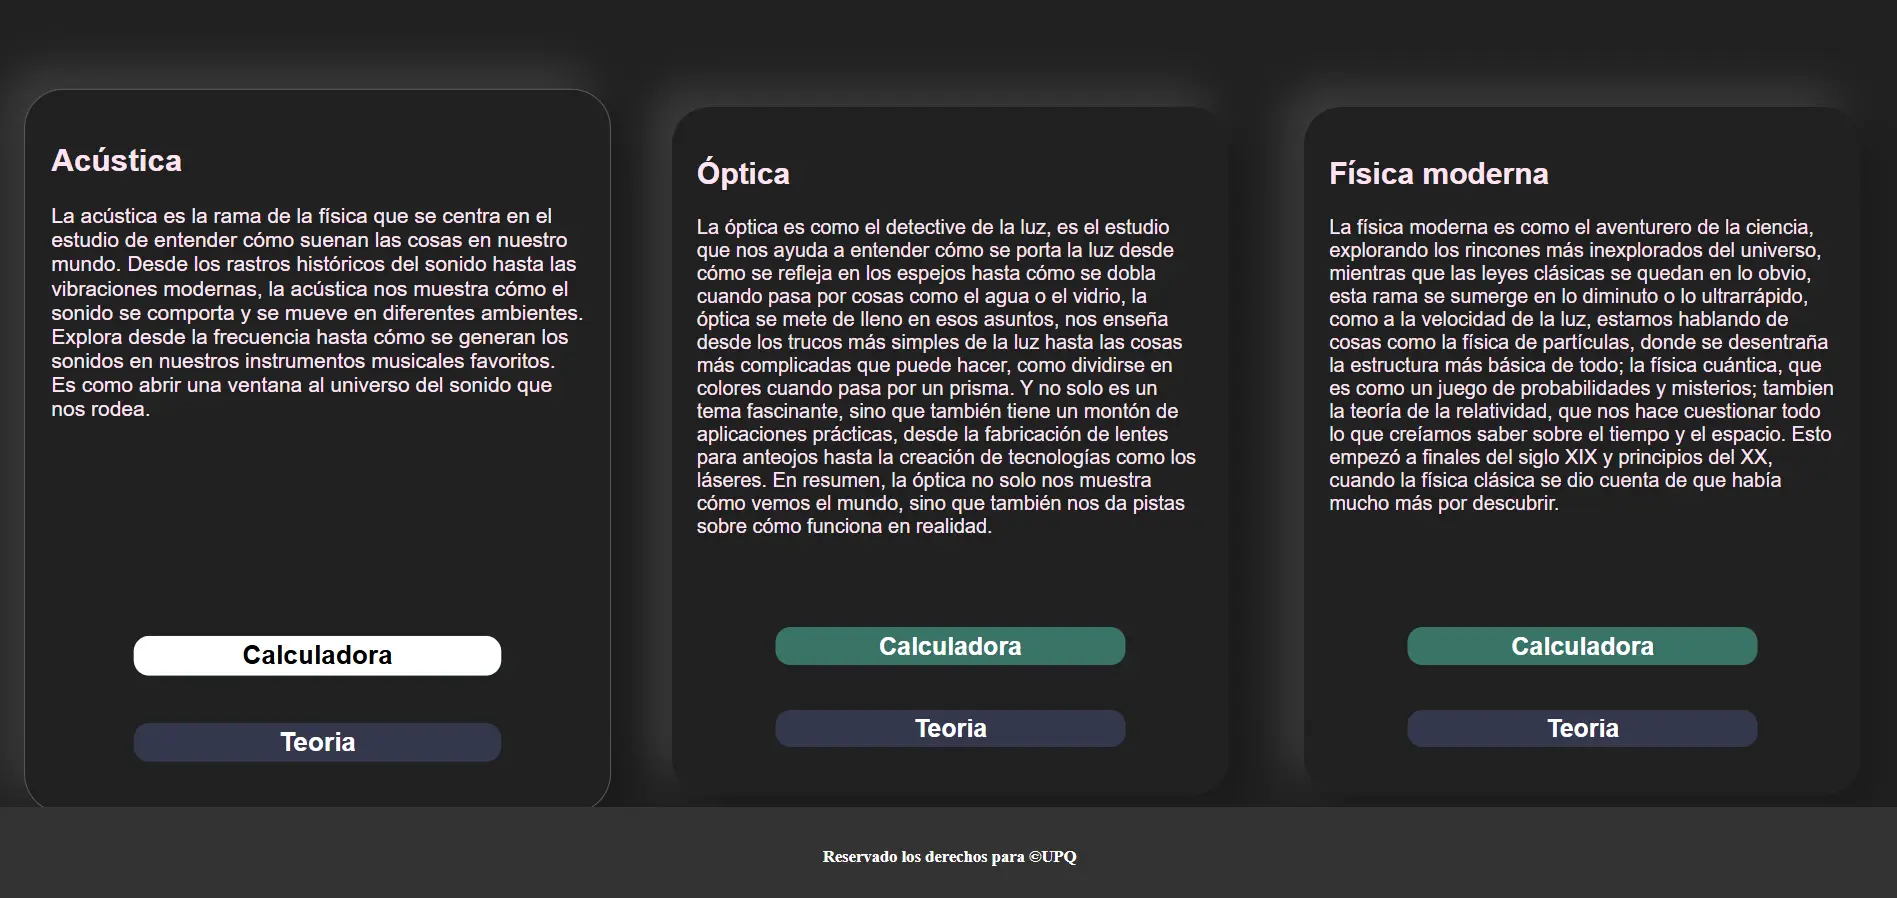 Acústica
La acústica es la rama de la física que se centra en el
estudio de entender cómo suenan las cosas en nuestro
mundo. Desde los rastros históricos del sonido hasta las
vibraciones modernas, la acústica nos muestra cómo el
sonido se comporta y se mueve en diferentes ambientes.
Explora desde la frecuencia hasta cómo se generan los
sonidos en nuestros instrumentos musicales favoritos.
Es como abrir una ventana al universo del sonido que
nos rodea.
Calculadora
Teoria
Óptica
La óptica es como el detective de la luz, es el estudio
que nos ayuda a entender cómo se porta la luz desde
cómo se refleja en los espejos hasta cómo se dobla
cuando pasa por cosas como el agua o el vidrio, la
óptica se mete de lleno en esos asuntos, nos enseña
desde los trucos más simples de la luz hasta las cosas
más complicadas que puede hacer, como dividirse en
colores cuando pasa por un prisma. Y no solo es un
tema fascinante, sino que también tiene un montón de
aplicaciones prácticas, desde la fabricación de lentes
para anteojos hasta la creación de tecnologías como los
láseres. En resumen, la óptica no solo nos muestra
cómo vemos el mundo, sino que también nos da pistas
sobre cómo funciona en realidad.
Calculadora
Teoria
Física moderna
La física moderna es como el aventurero de la ciencia,
explorando los rincones más inexplorados del universo,
mientras que las leyes clásicas se quedan en lo obvio,
esta rama se sumerge en lo diminuto o lo ultrarrápido,
como a la velocidad de la luz, estamos hablando de
cosas como la física de partículas, donde se desentraña
la estructura más básica de todo; la física cuántica, que
es como un juego de probabilidades y misterios; tambien
la teoría de la relatividad, que nos hace cuestionar todo
lo que creíamos saber sobre el tiempo y el espacio. Esto
empezó a finales del siglo XIX y principios del XX,
cuando la física clásica se dio cuenta de que había
mucho más por descubrir.
Calculadora
Teoria
Reservado los derechos para ©UPQ